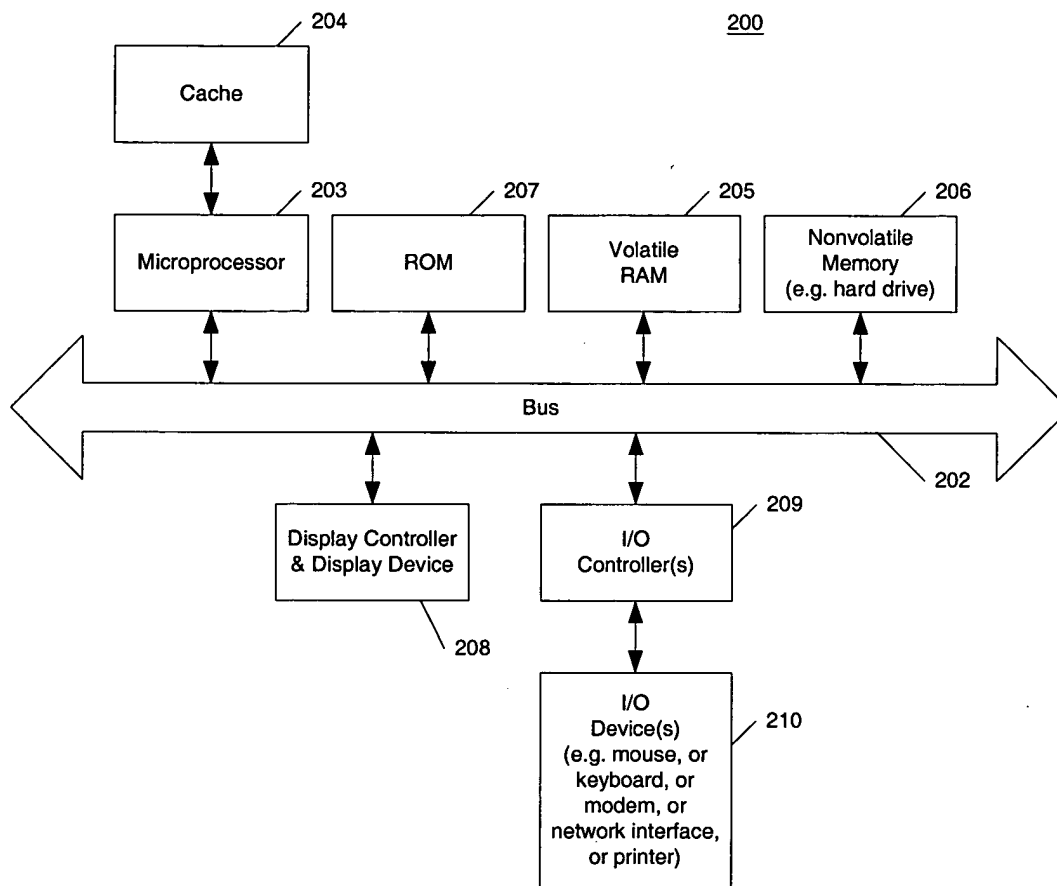 204
200
Cache
203
207
205
206
Microprocessor
ROM
Volatile
RAM
Nonvolatile
Memory
(e.g. hard drive)
Bus
202
Display Controller
& Display Device
208
209
I/O
Controller(s)
210
I/O
Device(s)
(e.g. mouse, or
keyboard, or
modem, or
network interface,
or printer)